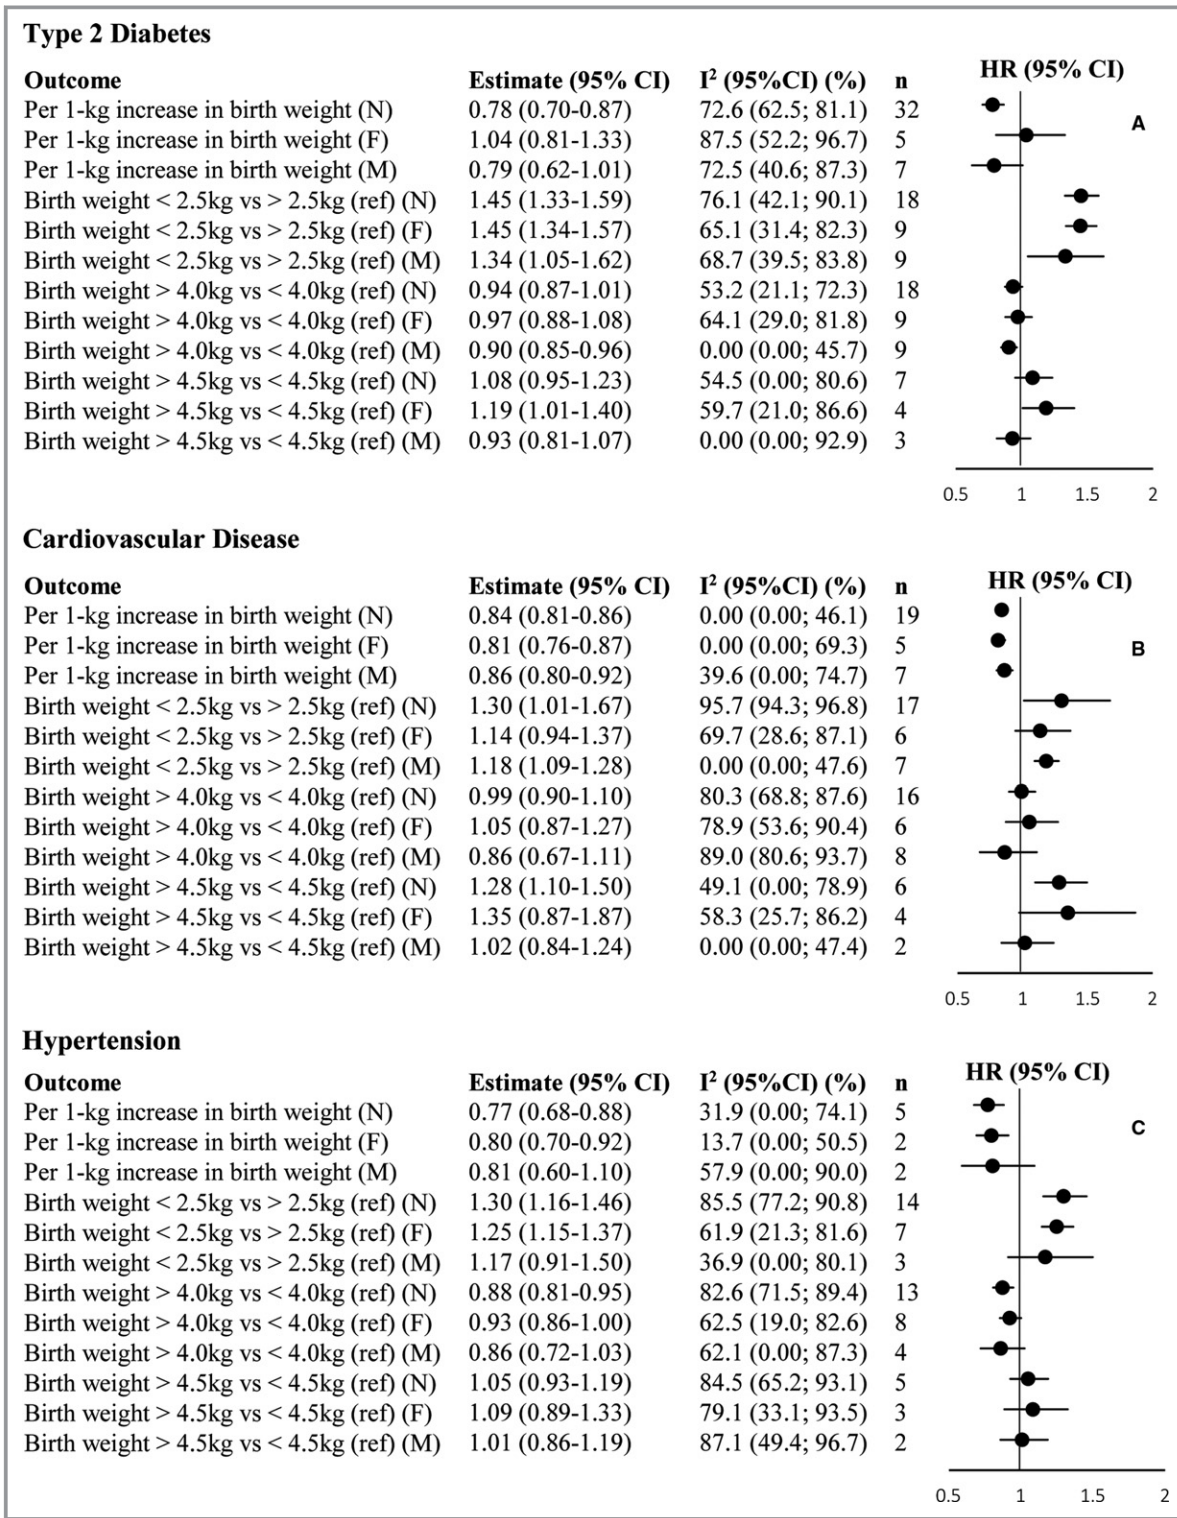 Type 2 Diabetes
Outcome Estimate (95% CI) I² (95%CI) (%) n HR (95% CI)
Per 1-kg increase in birth weight (N) 0.78 (0.70-0.87) 72.6 (62.5; 81.1) 32
A
Per 1-kg increase in birth weight (F) 1.04 (0.81-1.33) 87.5 (52.2; 96.7) 5
Per 1-kg increase in birth weight (M) 0.79 (0.62-1.01) 72.5 (40.6; 87.3) 7
Birth weight < 2.5kg vs > 2.5kg (ref) (N) 1.45 (1.33-1.59) 76.1 (42.1; 90.1) 18
Birth weight < 2.5kg vs > 2.5kg (ref) (F) 1.45 (1.34-1.57) 65.1 (31.4; 82.3) 9
Birth weight < 2.5kg vs > 2.5kg (ref) (M) 1.34 (1.05-1.62) 68.7 (39.5; 83.8) 9
Birth weight > 4.0kg vs < 4.0kg (ref) (N) 0.94 (0.87-1.01) 53.2 (21.1; 72.3) 18
Birth weight > 4.0kg vs < 4.0kg (ref) (F) 0.97 (0.88-1.08) 64.1 (29.0; 81.8) 9
Birth weight > 4.0kg vs < 4.0kg (ref) (M) 0.90 (0.85-0.96) 0.00 (0.00; 45.7) 9
Birth weight > 4.5kg vs < 4.5kg (ref) (N) 1.08 (0.95-1.23) 54.5 (0.00; 80.6) 7
Birth weight > 4.5kg vs < 4.5kg (ref) (F) 1.19 (1.01-1.40) 59.7 (21.0; 86.6) 4
Birth weight > 4.5kg vs < 4.5kg (ref) (M) 0.93 (0.81-1.07) 0.00 (0.00; 92.9) 3
0.5 1 1.5 2
Cardiovascular Disease
Outcome Estimate (95% CI) I² (95%CI) (%) n HR (95% CI)
Per 1-kg increase in birth weight (N) 0.84 (0.81-0.86) 0.00 (0.00; 46.1) 19
Per 1-kg increase in birth weight (F) 0.81 (0.76-0.87) 0.00 (0.00; 69.3) 5
B
Per 1-kg increase in birth weight (M) 0.86 (0.80-0.92) 39.6 (0.00; 74.7) 7
Birth weight < 2.5kg vs > 2.5kg (ref) (N) 1.30 (1.01-1.67) 95.7 (94.3; 96.8) 17
Birth weight < 2.5kg vs > 2.5kg (ref) (F) 1.14 (0.94-1.37) 69.7 (28.6; 87.1) 6
Birth weight < 2.5kg vs > 2.5kg (ref) (M) 1.18 (1.09-1.28) 0.00 (0.00; 47.6) 7
Birth weight > 4.0kg vs < 4.0kg (ref) (N) 0.99 (0.90-1.10) 80.3 (68.8; 87.6) 16
Birth weight > 4.0kg vs < 4.0kg (ref) (F) 1.05 (0.87-1.27) 78.9 (53.6; 90.4) 6
Birth weight > 4.0kg vs < 4.0kg (ref) (M) 0.86 (0.67-1.11) 89.0 (80.6; 93.7) 8
Birth weight > 4.5kg vs < 4.5kg (ref) (N) 1.28 (1.10-1.50) 49.1 (0.00; 78.9) 6
Birth weight > 4.5kg vs < 4.5kg (ref) (F) 1.35 (0.87-1.87) 58.3 (25.7; 86.2) 4
Birth weight > 4.5kg vs < 4.5kg (ref) (M) 1.02 (0.84-1.24) 0.00 (0.00; 47.4) 2
0.5 1 1.5 2
Hypertension
Outcome Estimate (95% CI) I² (95%CI) (%) n HR (95% CI)
Per 1-kg increase in birth weight (N) 0.77 (0.68-0.88) 31.9 (0.00; 74.1) 5
C
Per 1-kg increase in birth weight (F) 0.80 (0.70-0.92) 13.7 (0.00; 50.5) 2
Per 1-kg increase in birth weight (M) 0.81 (0.60-1.10) 57.9 (0.00; 90.0) 2
Birth weight < 2.5kg vs > 2.5kg (ref) (N) 1.30 (1.16-1.46) 85.5 (77.2; 90.8) 14
Birth weight < 2.5kg vs > 2.5kg (ref) (F) 1.25 (1.15-1.37) 61.9 (21.3; 81.6) 7
Birth weight < 2.5kg vs > 2.5kg (ref) (M) 1.17 (0.91-1.50) 36.9 (0.00; 80.1) 3
Birth weight > 4.0kg vs < 4.0kg (ref) (N) 0.88 (0.81-0.95) 82.6 (71.5; 89.4) 13
Birth weight > 4.0kg vs < 4.0kg (ref) (F) 0.93 (0.86-1.00) 62.5 (19.0; 82.6) 8
Birth weight > 4.0kg vs < 4.0kg (ref) (M) 0.86 (0.72-1.03) 62.1 (0.00; 87.3) 4
Birth weight > 4.5kg vs < 4.5kg (ref) (N) 1.05 (0.93-1.19) 84.5 (65.2; 93.1) 5
Birth weight > 4.5kg vs < 4.5kg (ref) (F) 1.09 (0.89-1.33) 79.1 (33.1; 93.5) 3
Birth weight > 4.5kg vs < 4.5kg (ref) (M) 1.01 (0.86-1.19) 87.1 (49.4; 96.7) 2
0.5 1 1.5 2